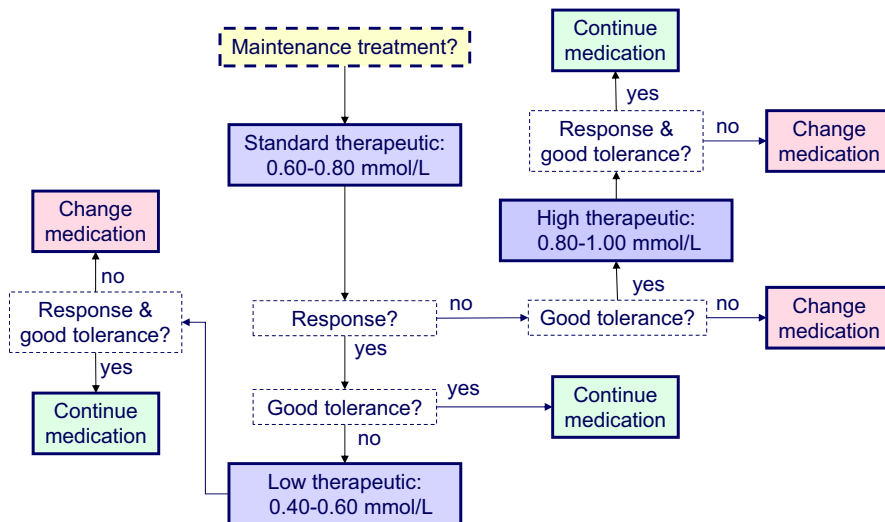 Maintenance treatment?
Continue
medication
yes
Response &
good tolerance?
no
Change
medication
Standard therapeutic:
0.60-0.80 mmol/L
High therapeutic:
0.80-1.00 mmol/L
Change
medication
no
Response &
good tolerance?
yes
Continue
medication
Response?
no
yes
Good tolerance?
no
Change
medication
yes
Good tolerance?
yes
Continue
medication
no
Low therapeutic:
0.40-0.60 mmol/L